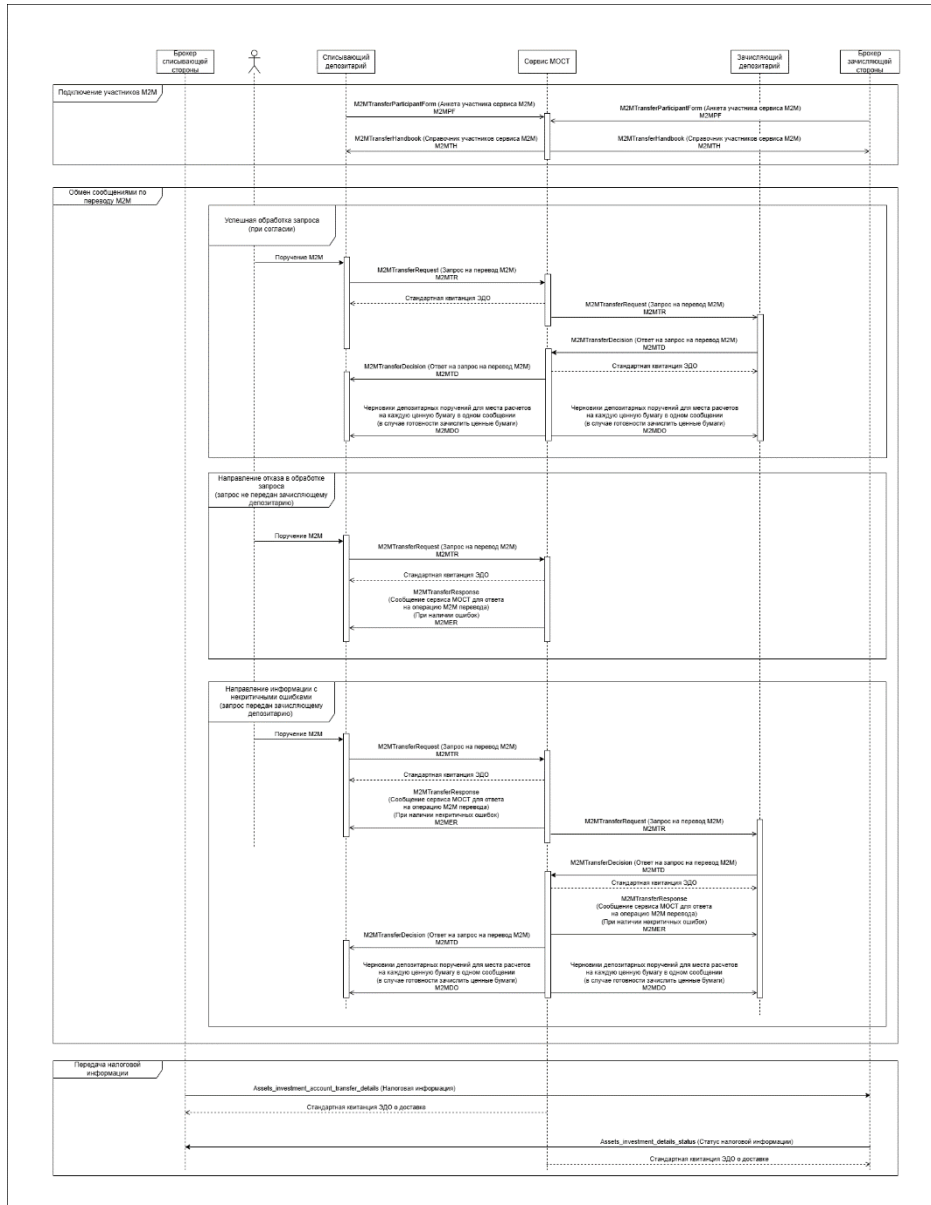 Брокер
списывающей
стороны
Списывающий
депозитарий
Сервис МОСТ
Зачисляющий
депозитарий
Брокер
зачисляющей
стороны
Подключение участников M2M
M2MTransferParticipantForm (Анкета участника сервиса M2M)
M2MPF
M2MTransferParticipantForm (Анкета участника сервиса M2M)
M2MPF
M2MTransferHandbook (Справочник участников сервиса M2M)
M2MTH
M2MTransferHandbook (Справочник участников сервиса M2M)
M2MTH
Обмен сообщениями по
переводу M2M
Успешная обработка запроса
(при согласии)
Поручение M2M
M2MTransferRequest (Запрос на перевод M2M)
M2MTR
Стандартная квитанция ЭДО
M2MTransferRequest (Запрос на перевод M2M)
M2MTR
M2MTransferDecision (Ответ на запрос на перевод M2M)
M2MTD
M2MTransferDecision (Ответ на запрос на перевод M2M)
M2MTD
Стандартная квитанция ЭДО
Черновики депозитарных поручений для места расчетов
на каждую ценную бумагу в одном сообщении
(в случае готовности зачислить ценные бумаги)
M2MDO
Черновики депозитарных поручений для места расчетов
на каждую ценную бумагу в одном сообщении
(в случае готовности зачислить ценные бумаги)
M2MDO
Направление отказа в обработке
запроса
(запрос не передан зачисляющему
депозитарию)
Поручение M2M
M2MTransferRequest (Запрос на перевод M2M)
M2MTR
Стандартная квитанция ЭДО
M2MTransferResponse
(Сообщение сервиса МОСТ для ответа
на операцию M2M перевода)
(При наличии ошибок)
M2MER
Направление информации с
некритичными ошибками
(запрос передан зачисляющему
депозитарию)
Поручение M2M
M2MTransferRequest (Запрос на перевод M2M)
M2MTR
Стандартная квитанция ЭДО
M2MTransferResponse
(Сообщение сервиса МОСТ для ответа
на операцию M2M перевода)
(При наличии некритичных ошибок)
M2MER
M2MTransferRequest (Запрос на перевод M2M)
M2MTR
M2MTransferDecision (Ответ на запрос на перевод M2M)
M2MTD
Стандартная квитанция ЭДО
M2MTransferResponse
(Сообщение сервиса МОСТ для ответа
на операцию M2M перевода)
(При наличии некритичных ошибок)
M2MER
M2MTransferDecision (Ответ на запрос на перевод M2M)
M2MTD
Черновики депозитарных поручений для места расчетов
на каждую ценную бумагу в одном сообщении
(в случае готовности зачислить ценные бумаги)
M2MDO
Черновики депозитарных поручений для места расчетов
на каждую ценную бумагу в одном сообщении
(в случае готовности зачислить ценные бумаги)
M2MDO
Передача налоговой
информации
Assets_investment_account_transfer_details (Налоговая информация)
Стандартная квитанция ЭДО о доставке
Assets_investment_details_status (Статус налоговой информации)
Стандартная квитанция ЭДО о доставке